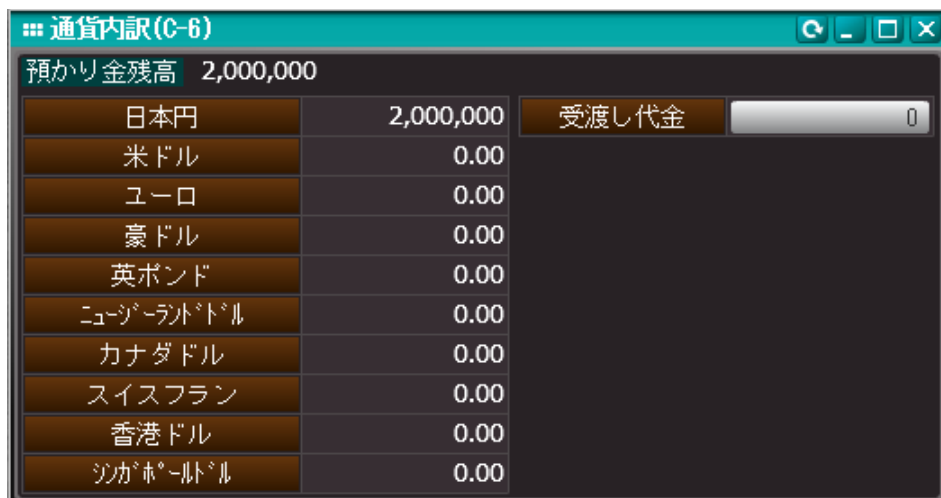 通貨内訳(C-6)
預かり金残高 2,000,000
日本円 2,000,000 受渡し代金 0
米ドル 0.00
ユーロ 0.00
豪ドル 0.00
英ポンド 0.00
ﾆｭｰｼﾞｰﾗﾝﾄﾞﾄﾞﾙ 0.00
カナダドル 0.00
スイスフラン 0.00
香港ドル 0.00
ｼﾝｶﾞﾎﾟｰﾙﾄﾞﾙ 0.00